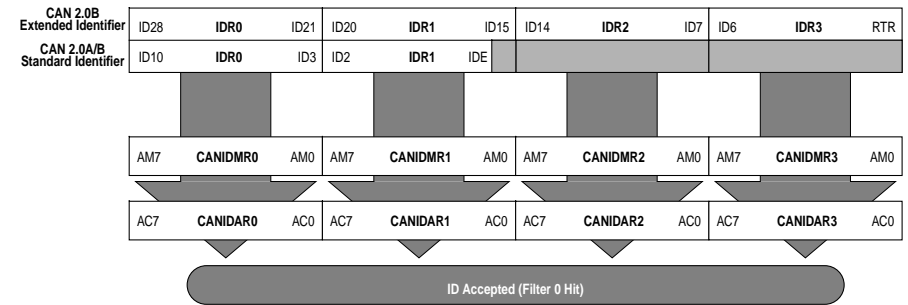 CAN 2.0B
Extended Identifier ID28 IDR0 ID21 ID20 IDR1 ID15 ID14 IDR2 ID7 ID6 IDR3 RTR
CAN 2.0A/B
Standard Identifier ID10 IDR0 ID3 ID2 IDR1 IDE
AM7 CANIDMR0 AM0 AM7 CANIDMR1 AM0 AM7 CANIDMR2 AM0 AM7 CANIDMR3 AM0
AC7 CANIDAR0 AC0 AC7 CANIDAR1 AC0 AC7 CANIDAR2 AC0 AC7 CANIDAR3 AC0
ID Accepted (Filter 0 Hit)